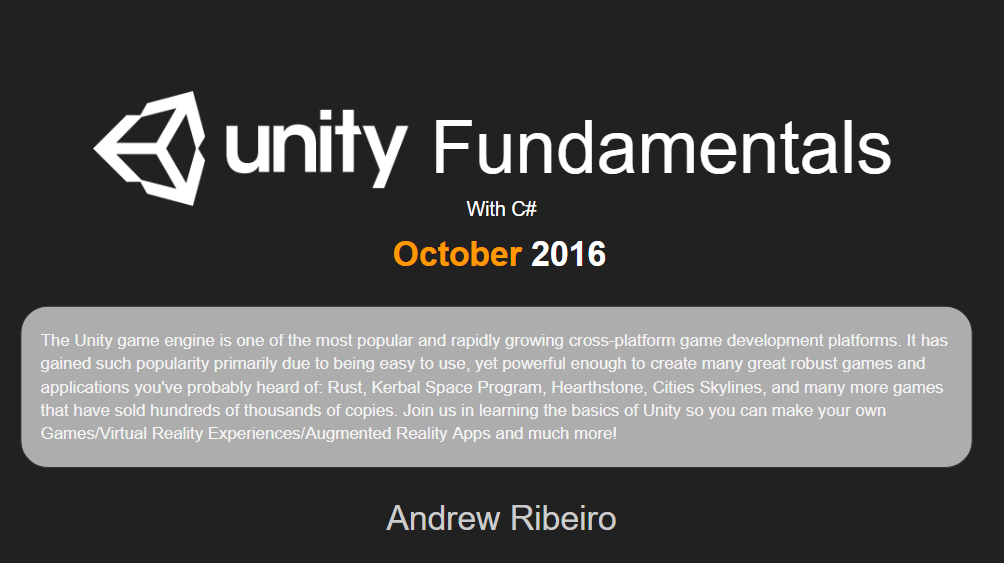 unity Fundamentals
With C#
October 2016
The Unity game engine is one of the most popular and rapidly growing cross-platform game development platforms. It has
gained such popularity primarily due to being easy to use, yet powerful enough to create many great robust games and
applications you've probably heard of: Rust, Kerbal Space Program, Hearthstone, Cities Skylines, and many more games
that have sold hundreds of thousands of copies. Join us in learning the basics of Unity so you can make your own
Games/Virtual Reality Experiences/Augmented Reality Apps and much more!
Andrew Ribeiro